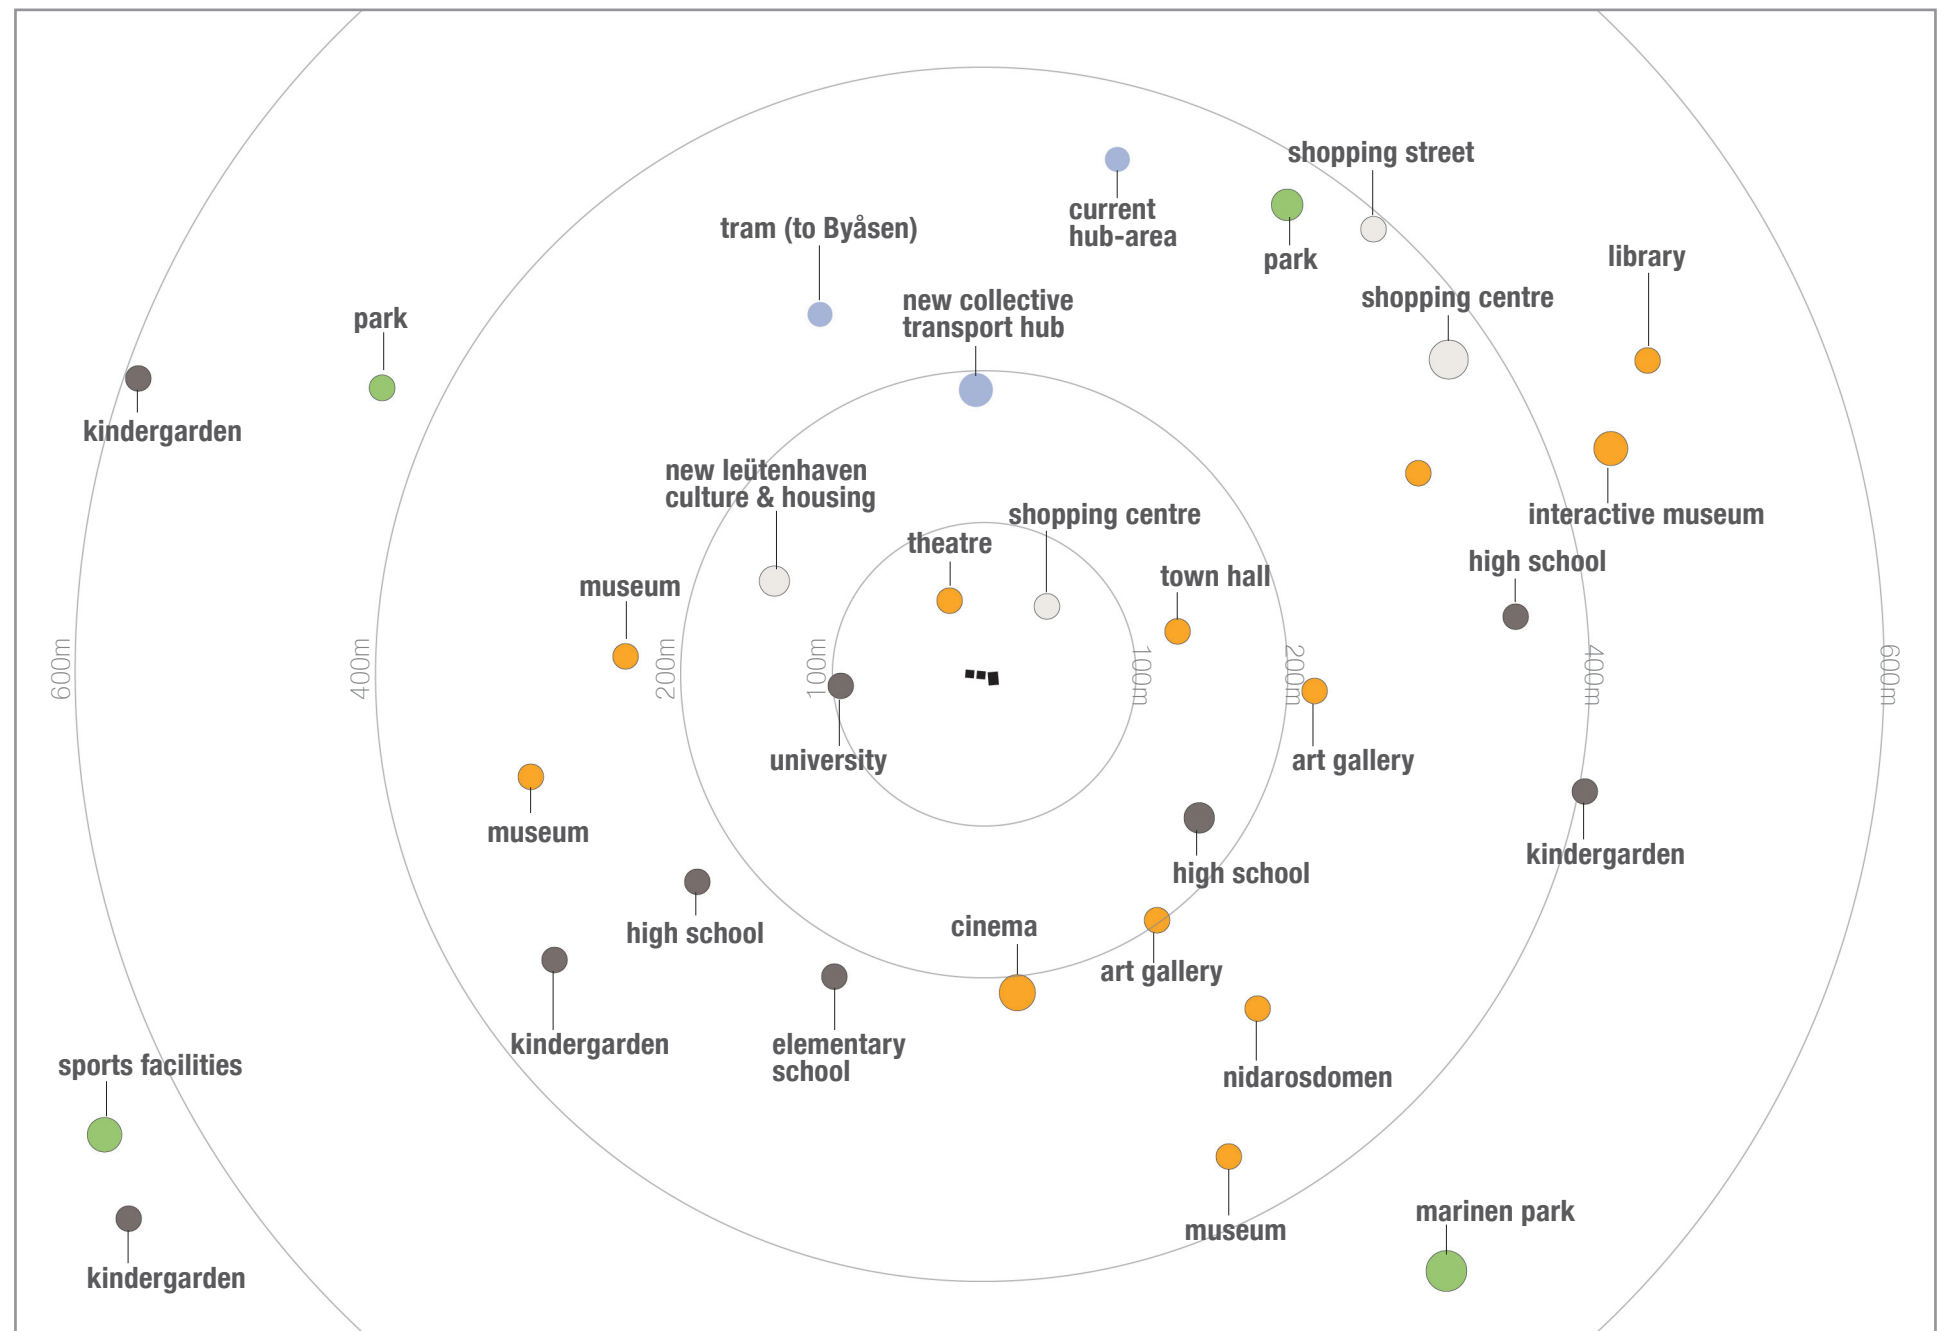 shopping street
current
hub-area
tram (to Byåsen)
park
library
new collective
transport hub
shopping centre
park
kindergarden
new leütenhaven
culture & housing
shopping centre
interactive museum
theatre
high school
museum
town hall
600m
400m
200m
100m
100m
200m
400m
600m
university
art gallery
museum
kindergarden
high school
high school
cinema
art gallery
kindergarden
elementary
school
sports facilities
nidarosdomen
museum
marinen park
kindergarden